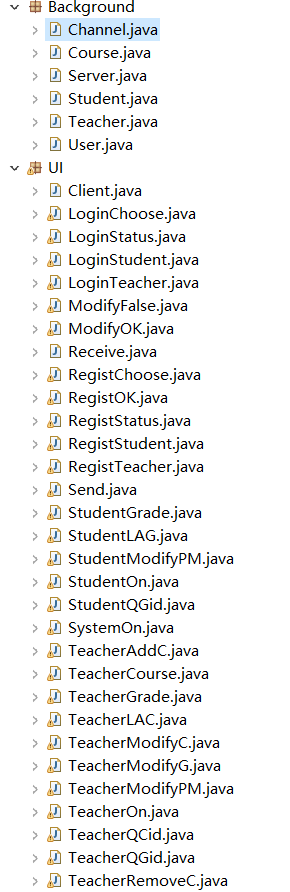 Background
Channel.java
Course.java
Server.java
Student.java
Teacher.java
User.java
UI
Client.java
LoginChoose.java
LoginStatus.java
LoginStudent.java
LoginTeacher.java
ModifyFalse.java
ModifyOK.java
Receive.java
RegistChoose.java
RegistOK.java
RegistStatus.java
RegistStudent.java
RegistTeacher.java
Send.java
StudentGrade.java
StudentLAG.java
StudentModifyPM.java
StudentOn.java
StudentQGid.java
SystemOn.java
TeacherAddC.java
TeacherCourse.java
TeacherGrade.java
TeacherLAC.java
TeacherModifyC.java
TeacherModifyG.java
TeacherModifyPM.java
TeacherOn.java
TeacherQCid.java
TeacherQGid.java
TeacherRemoveC.java